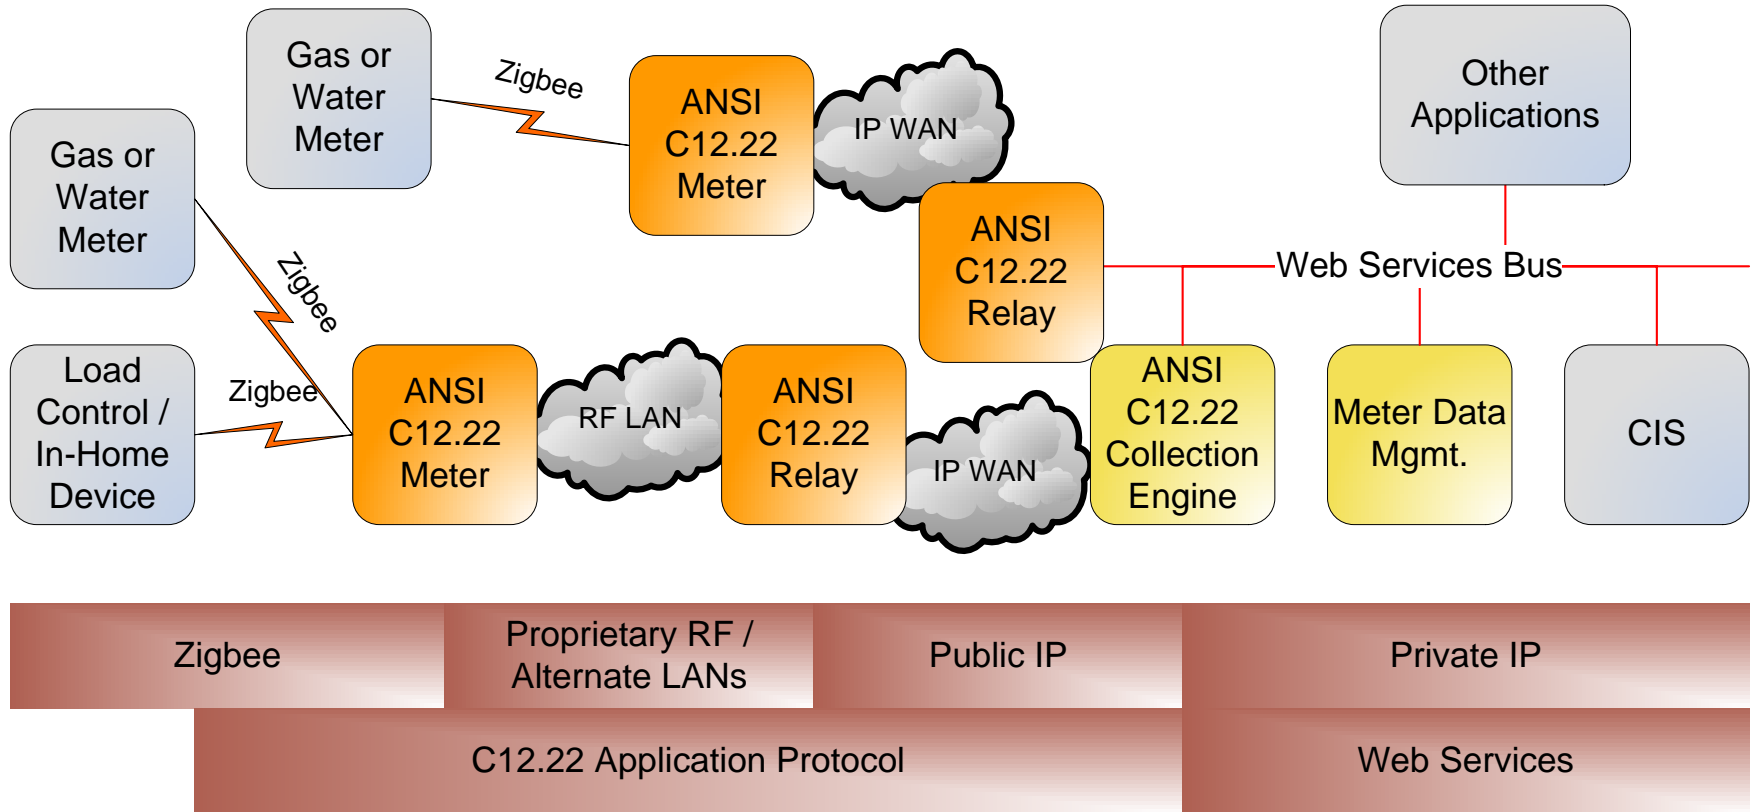 Gas or
Water
Meter
Zigbee
ANSI
C12.22
Meter
IP WAN
Other
Applications
Gas or
Water
Meter
Zigbee
ANSI
C12.22
Relay
Web Services Bus
Load
Control /
In-Home
Device
Zigbee
ANSI
C12.22
Meter
RF LAN
ANSI
C12.22
Relay
IP WAN
ANSI
C12.22
Collection
Engine
Meter Data
Mgmt.
CIS
Zigbee
Proprietary RF /
Alternate LANs
Public IP
Private IP
C12.22 Application Protocol
Web Services